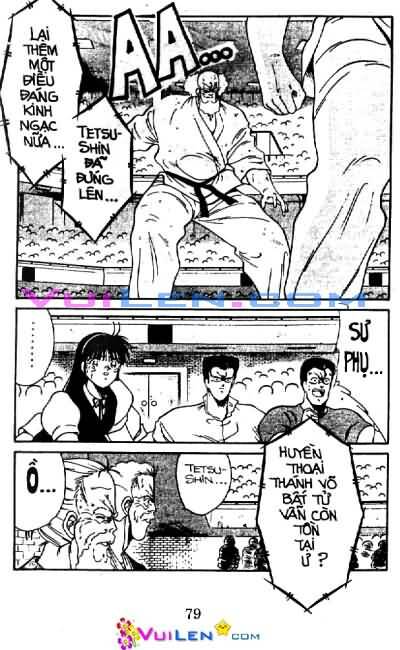 LẠI
THÊM
MỘT
ĐIỀU
ĐÁNG
KINH
NGẠC
NỮA...
AA...
TETSU-
SHIN
ĐÃ
ĐỨNG
LÊN...
VUILEN.COM
.........
SƯ
PHỤ...
HUYỀN
THOẠI
THÁNH VÕ
BẤT TỬ
VẪN CÒN
TỒN
TẠI
Ư?
TETSU-
SHIN...
Ồ...
79
VUILEN.COM